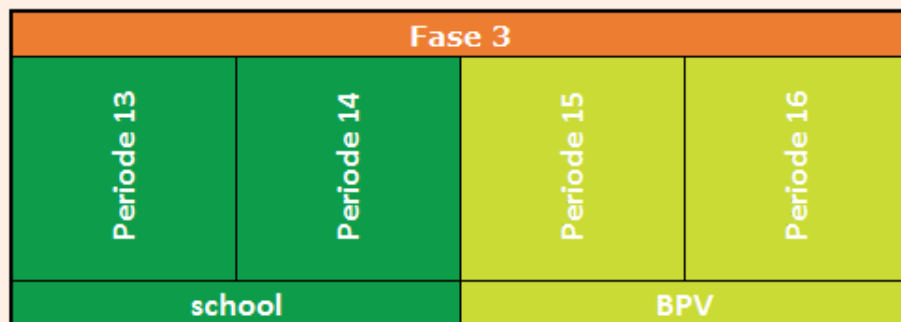 Fase 3
Periode 13
Periode 14
Periode 15
Periode 16
school
BPV